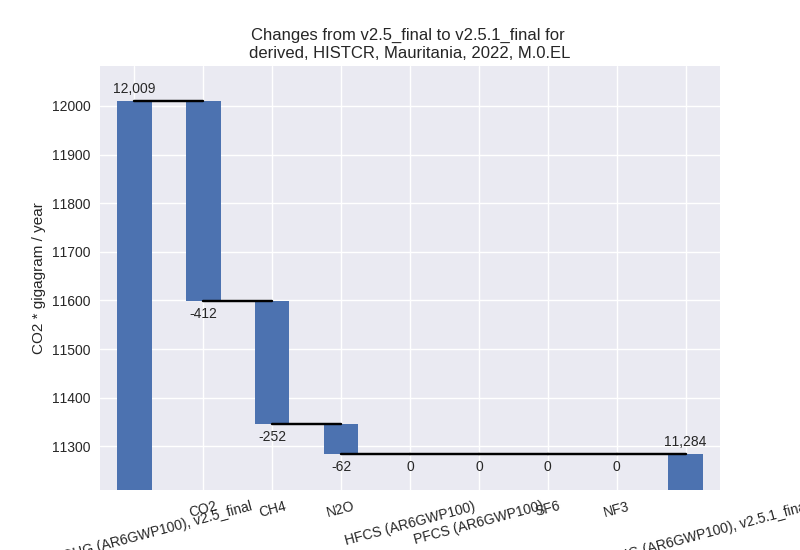 Changes from v2.5_final to v2.5.1_final for
derived, HISTCR, Mauritania, 2022, M.0.EL
CO2 * gigagram / year
12000
11900
11800
11700
11600
11500
11400
11300
12,009
-412
-252
-62
0
0
0
0
11,284
(AR6GWP100), v2.5_final
CO2
CH4
N2O
HFCS (AR6GWP100)
PFCS (AR6GWP100)
SF6
NF3
(AR6GWP100), v2.5.1_final